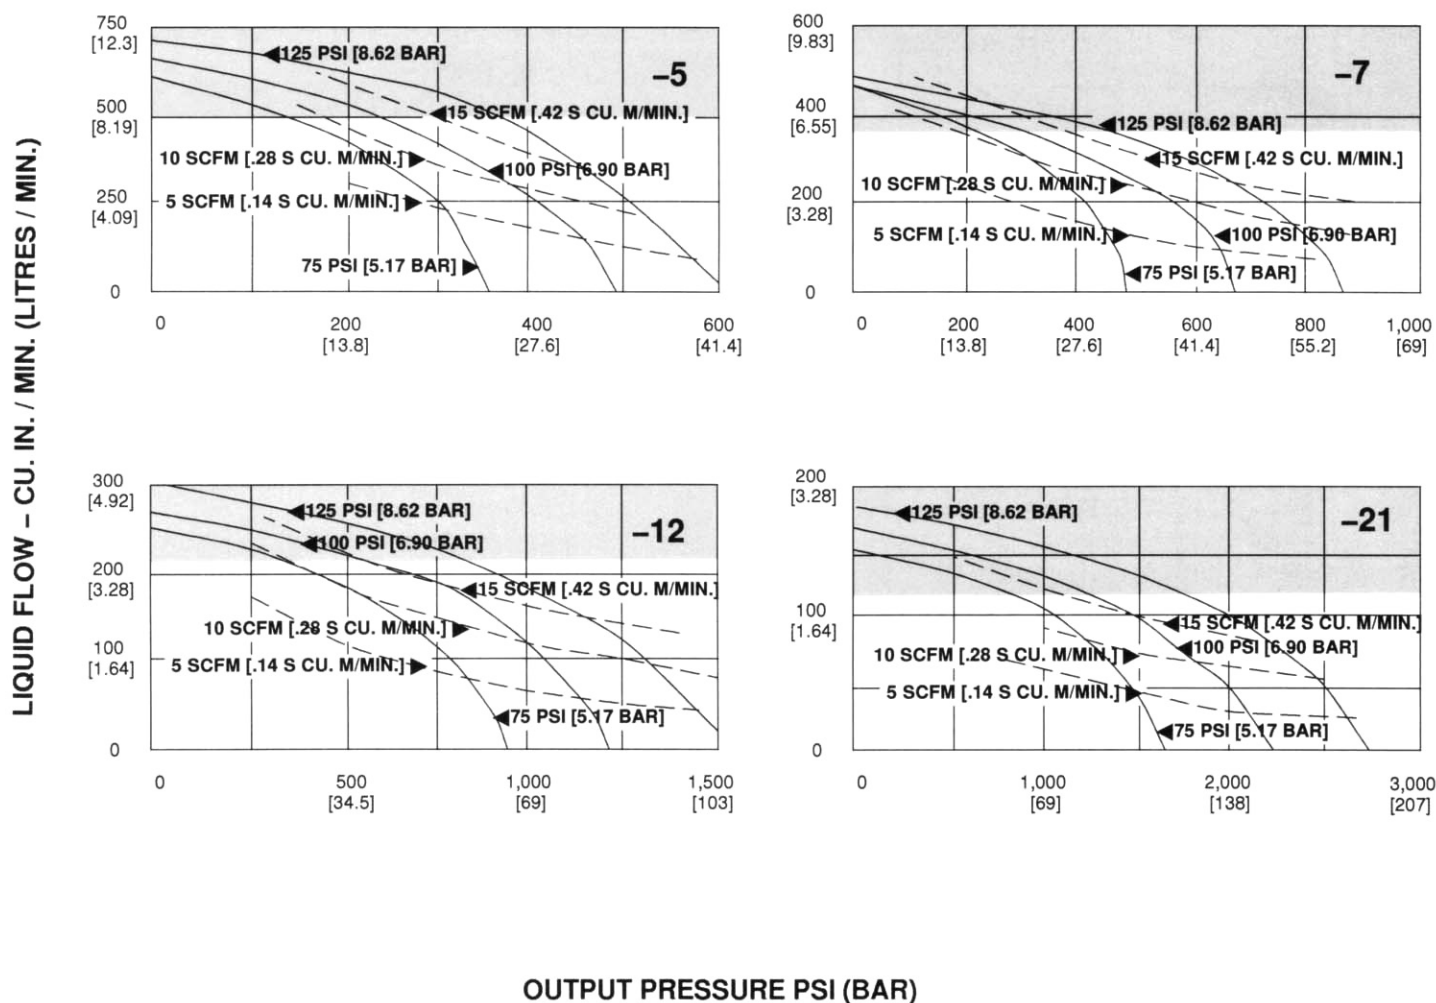 LIQUID FLOW – CU. IN. / MIN. (LITRES / MIN.)
750
[12.3]
500
[8.19]
250
[4.09]
0
125 PSI [8.62 BAR]
–5
15 SCFM [.42 S CU. M/MIN.]
10 SCFM [.28 S CU. M/MIN.]
100 PSI [6.90 BAR]
5 SCFM [.14 S CU. M/MIN.]
75 PSI [5.17 BAR]
0
200
[13.8]
400
[27.6]
600
[41.4]
600
[9.83]
400
[6.55]
200
[3.28]
0
–7
125 PSI [8.62 BAR]
15 SCFM [.42 S CU. M/MIN.]
10 SCFM [.28 S CU. M/MIN.]
5 SCFM [.14 S CU. M/MIN.]
100 PSI [6.90 BAR]
75 PSI [5.17 BAR]
0
200
[13.8]
400
[27.6]
600
[41.4]
800
[55.2]
1,000
[69]
300
[4.92]
200
[3.28]
100
[1.64]
0
125 PSI [8.62 BAR]
–12
100 PSI [6.90 BAR]
15 SCFM [.42 S CU. M/MIN.]
10 SCFM [.28 S CU. M/MIN.]
5 SCFM [.14 S CU. M/MIN.]
75 PSI [5.17 BAR]
0
500
[34.5]
1,000
[69]
1,500
[103]
200
[3.28]
100
[1.64]
0
125 PSI [8.62 BAR]
–21
15 SCFM [.42 S CU. M/MIN.]
100 PSI [6.90 BAR]
10 SCFM [.28 S CU. M/MIN.]
5 SCFM [.14 S CU. M/MIN.]
75 PSI [5.17 BAR]
0
1,000
[69]
2,000
[138]
3,000
[207]
OUTPUT PRESSURE PSI (BAR)